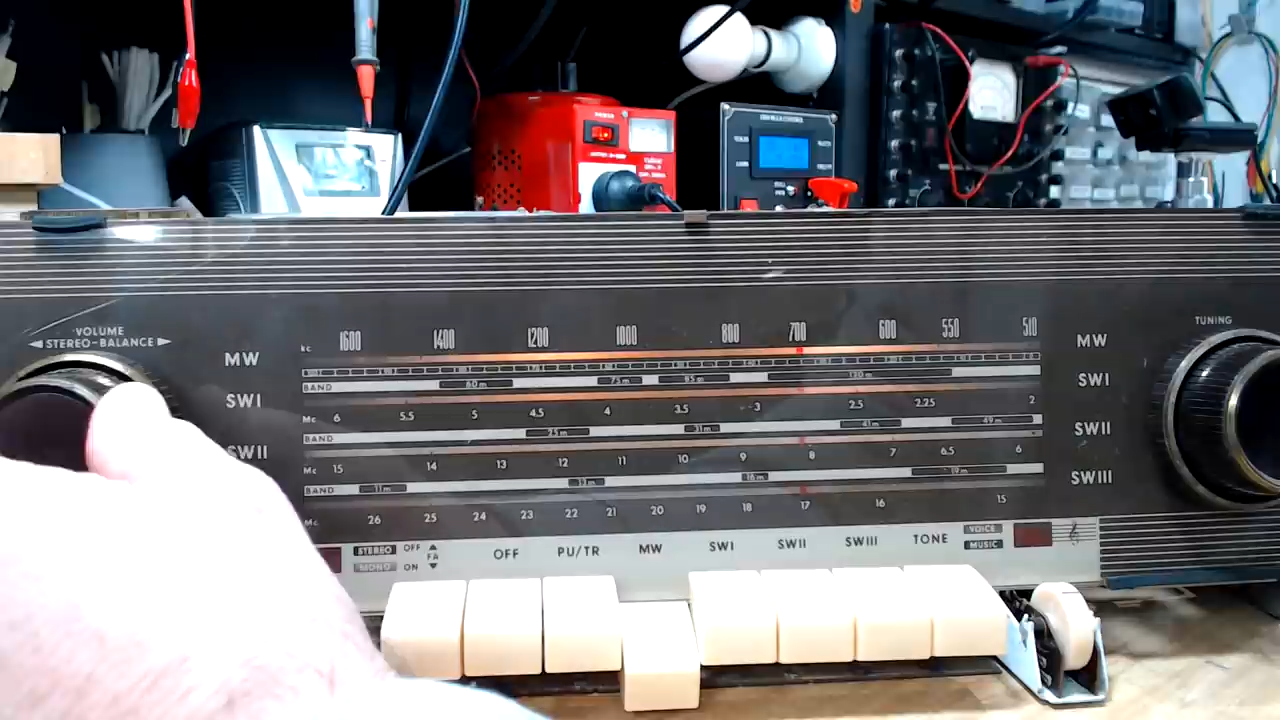 VOLUME
STEREO-BALANCE
TUNING
kc. 1600 1400 1200 1000 800 700 600 550 510
MW MW
BAND 60m 75m 85m 120m
SWI SWI
Mc 6 5.5 5 4.5 4 3.5 3 2.5 2.25 2
BAND 25m 31m 41m 49m
SWII SWII
Mc 15 14 13 12 11 10 9 8 7 6.5 6
BAND 11m 13m 16m 19m
SWIII
Mc. 26 25 24 23 22 21 20 19 18 17 16 15
STEREO OFF
FA
MONO ON
OFF PU/TR MW SWI SWII SWIII TONE
VOICE
MUSIC